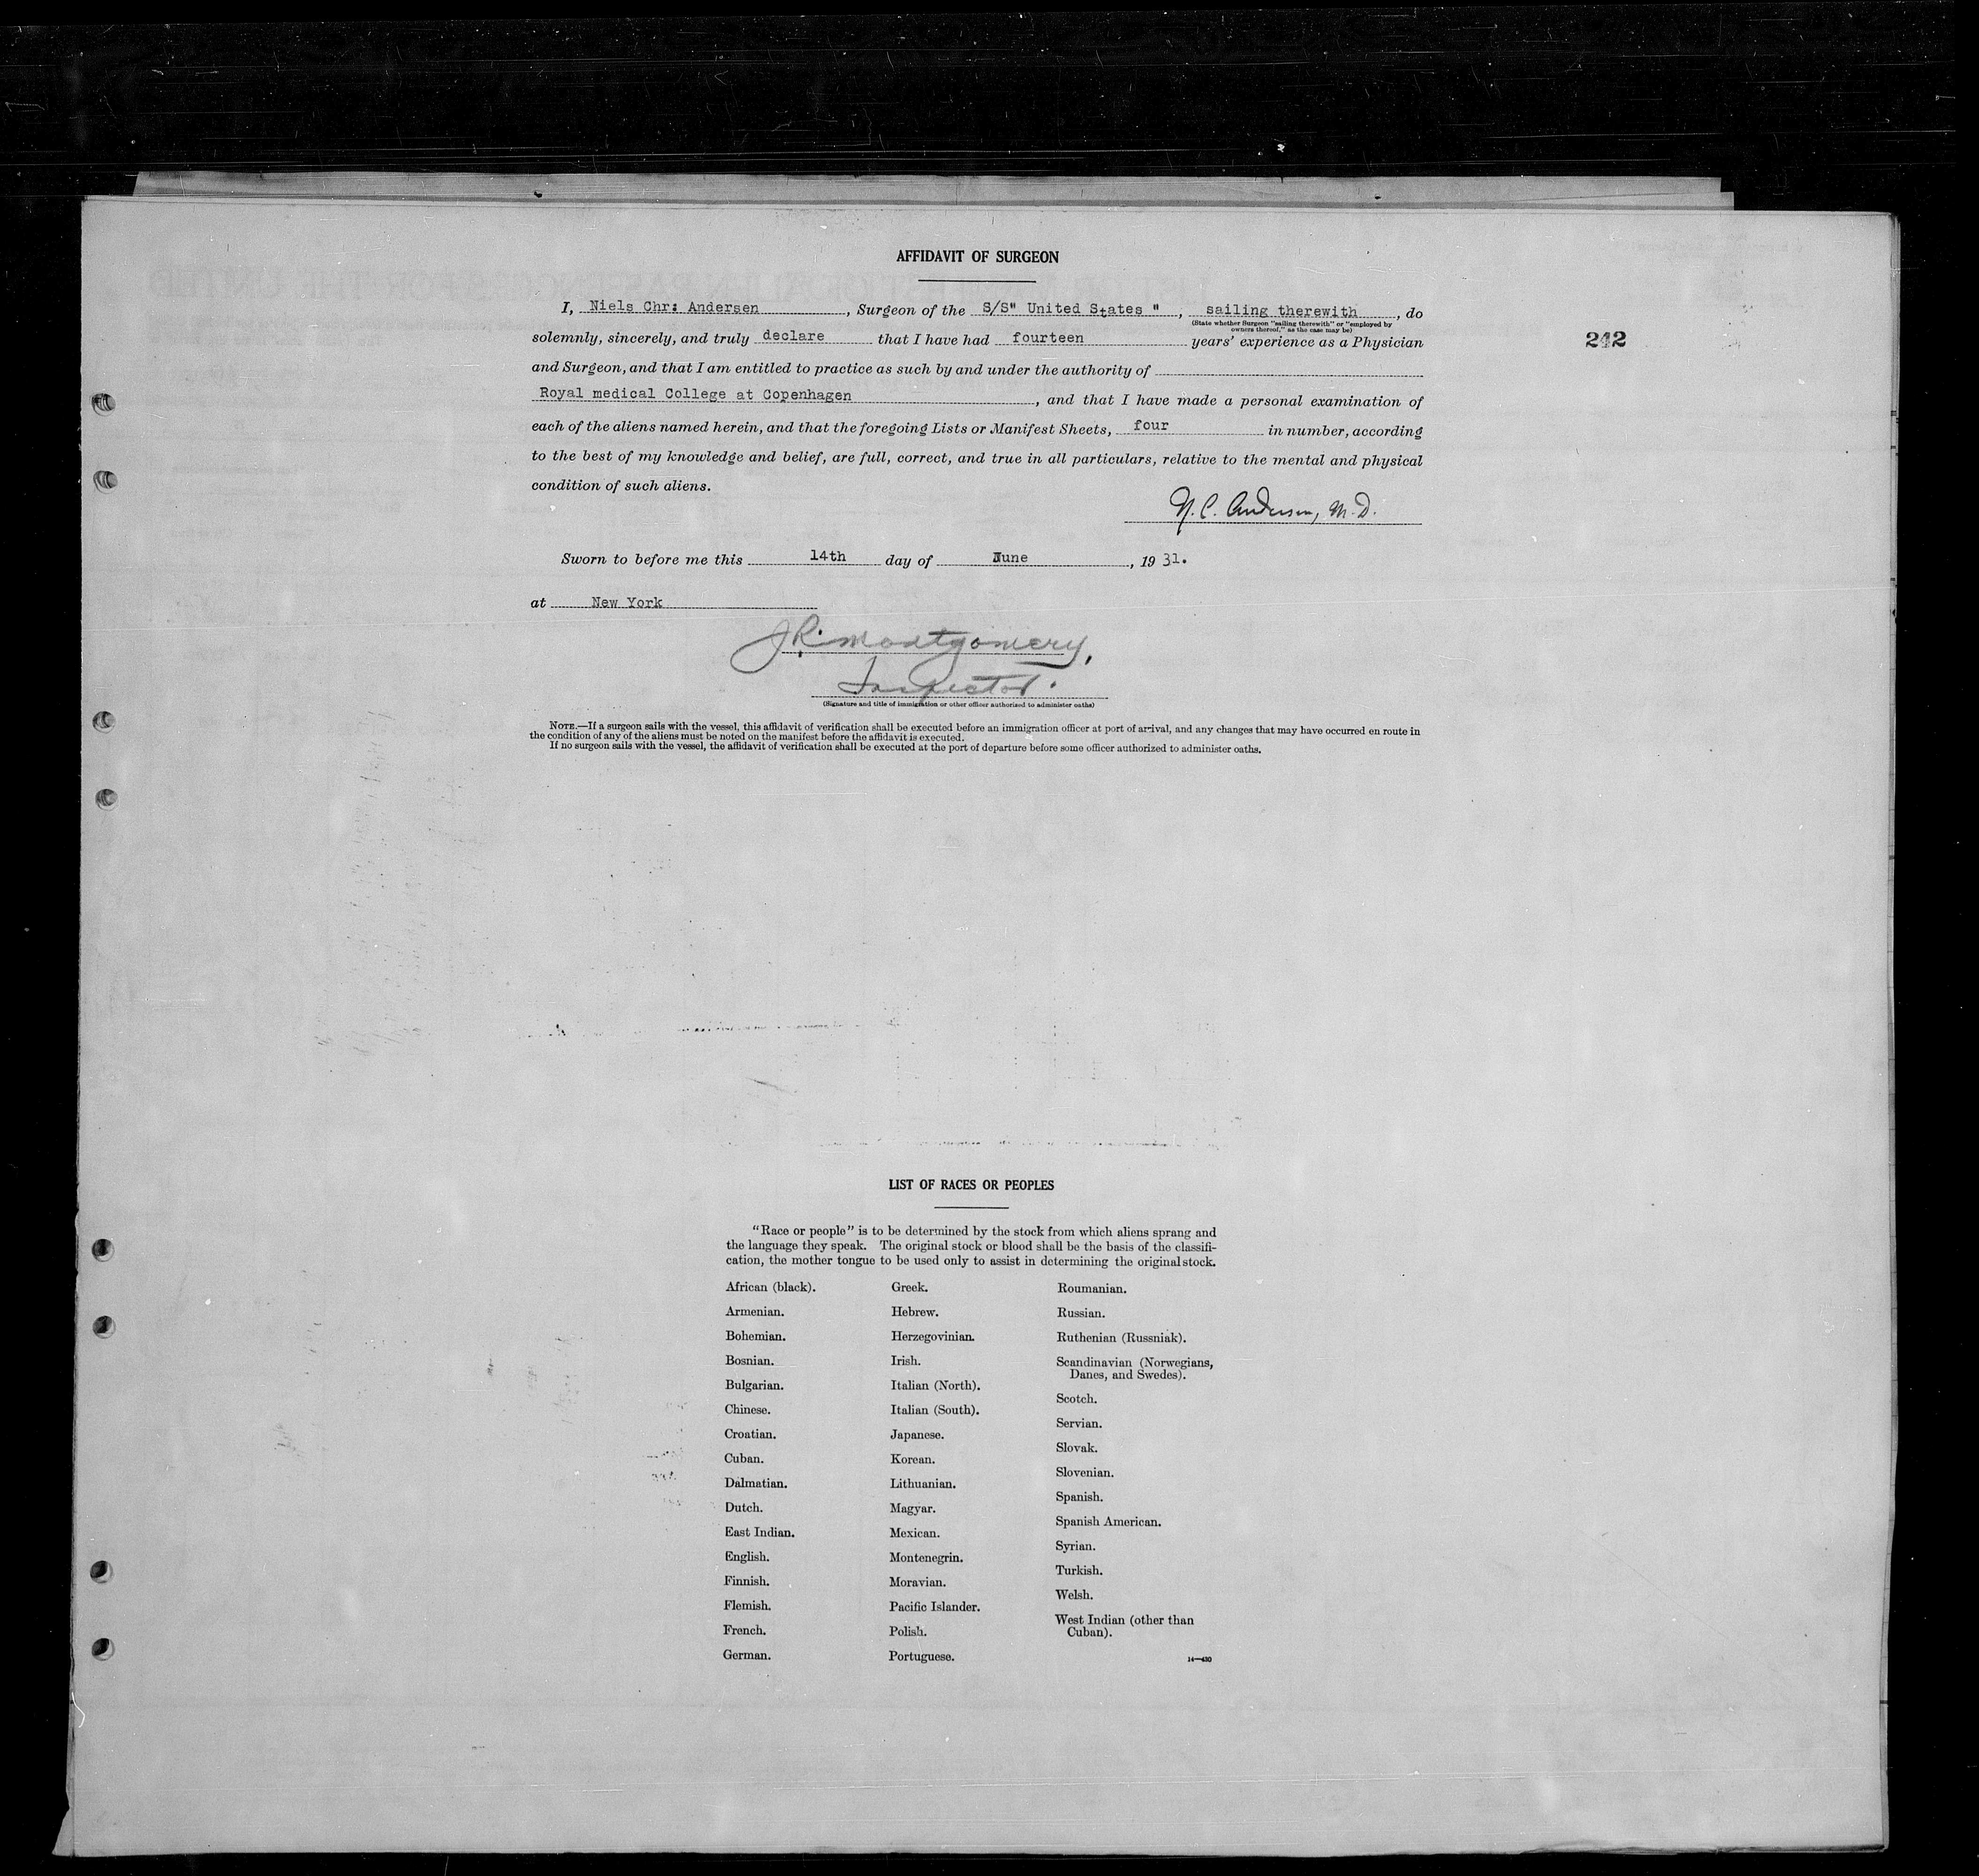 AFFIDAVIT OF SURGEON
I, Niels Chr: Andersen, Surgeon of the S/S" United States ", sailing therewith, do
(State whether Surgeon "sailing therewith" or "employed by
owners thereof," as the case may be)
242
solemnly, sincerely, and truly declare that I have had fourteen years' experience as a Physician
and Surgeon, and that I am entitled to practice as such by and under the authority of
Royal medical College at Copenhagen, and that I have made a personal examination of
each of the aliens named herein, and that the foregoing Lists or Manifest Sheets, four in number, according
to the best of my knowledge and belief, are full, correct, and true in all particulars, relative to the mental and physical
condition of such aliens.
N. C. Andersen, M. D.
Sworn to before me this 14th day of June, 19 31.
at New York
J R. Montgomery,
Inspector.
(Signature and title of immigration or other officer authorized to administer oaths)
NOTE.—If a surgeon sails with the vessel, this affidavit of verification shall be executed before an immigration officer at port of arrival, and any changes that may have occurred en route in
the condition of any of the aliens must be noted on the manifest before the affidavit is executed.
If no surgeon sails with the vessel, the affidavit of verification shall be executed at the port of departure before some officer authorized to administer oaths.
LIST OF RACES OR PEOPLES
"Race or people" is to be determined by the stock from which aliens sprang and
the language they speak. The original stock or blood shall be the basis of the classifi-
cation, the mother tongue to be used only to assist in determining the original stock.
African (black).
Armenian.
Bohemian.
Bosnian.
Bulgarian.
Chinese.
Croatian.
Cuban.
Dalmatian.
Dutch.
East Indian.
English.
Finnish.
Flemish.
French.
German.
Greek.
Hebrew.
Herzegovinian.
Irish.
Italian (North).
Italian (South).
Japanese.
Korean.
Lithuanian.
Magyar.
Mexican.
Montenegrin.
Moravian.
Pacific Islander.
Polish.
Portuguese.
Roumanian.
Russian.
Ruthenian (Russniak).
Scandinavian (Norwegians,
Danes, and Swedes).
Scotch.
Servian.
Slovak.
Slovenian.
Spanish.
Spanish American.
Syrian.
Turkish.
Welsh.
West Indian (other than
Cuban).
14—430